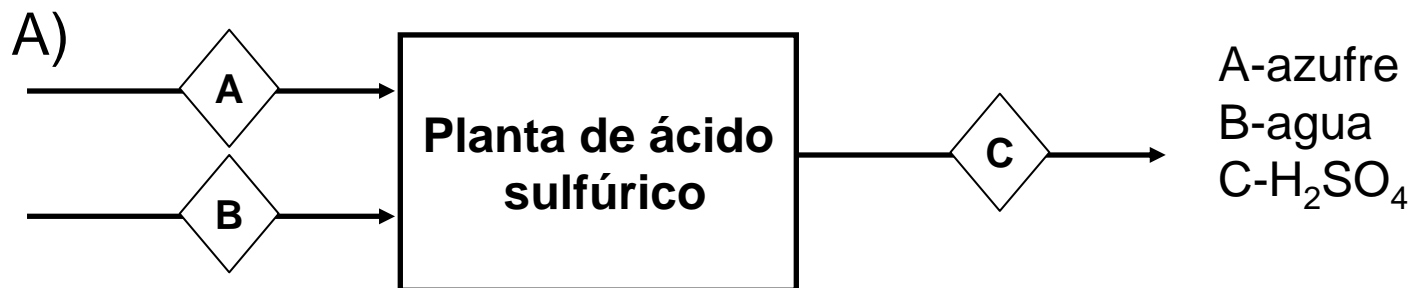 A)
A
B
Planta de ácido
sulfúrico
C
A-azufre
B-agua
C-H₂SO₄